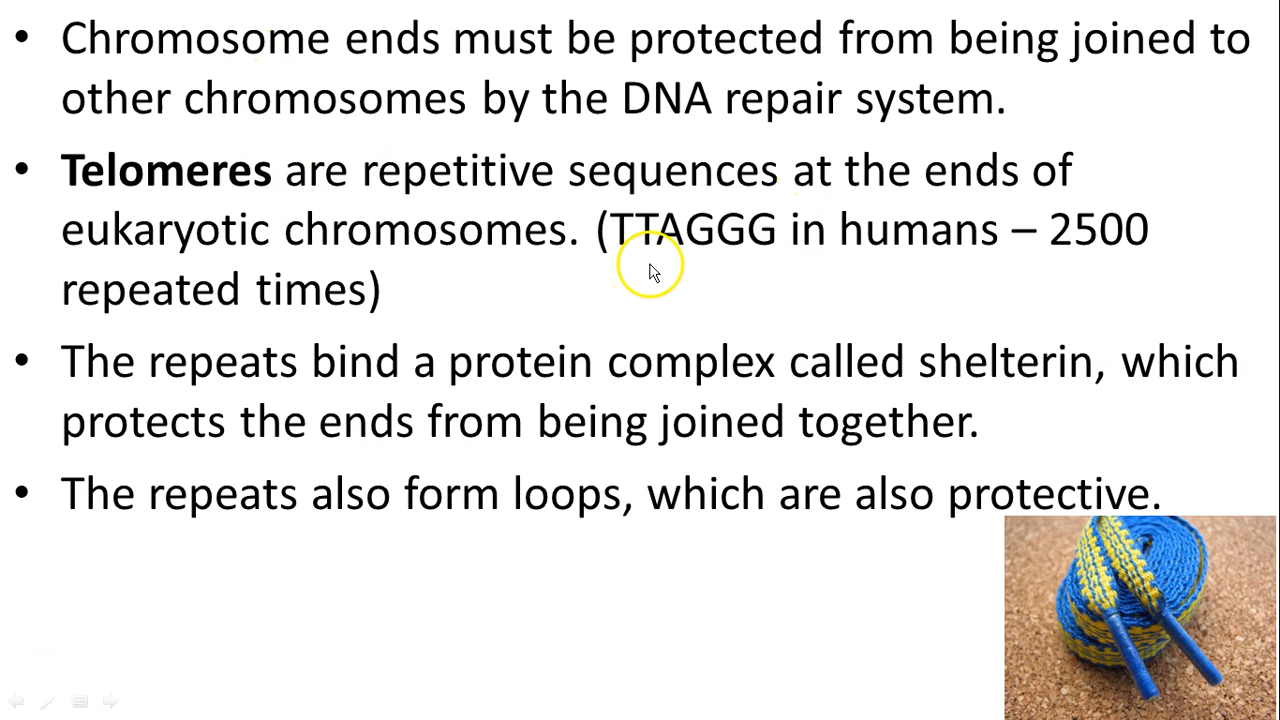 • Chromosome ends must be protected from being joined to
other chromosomes by the DNA repair system.
• Telomeres are repetitive sequences at the ends of
eukaryotic chromosomes. (TTAGGG in humans – 2500
repeated times)
• The repeats bind a protein complex called shelterin, which
protects the ends from being joined together.
• The repeats also form loops, which are also protective.